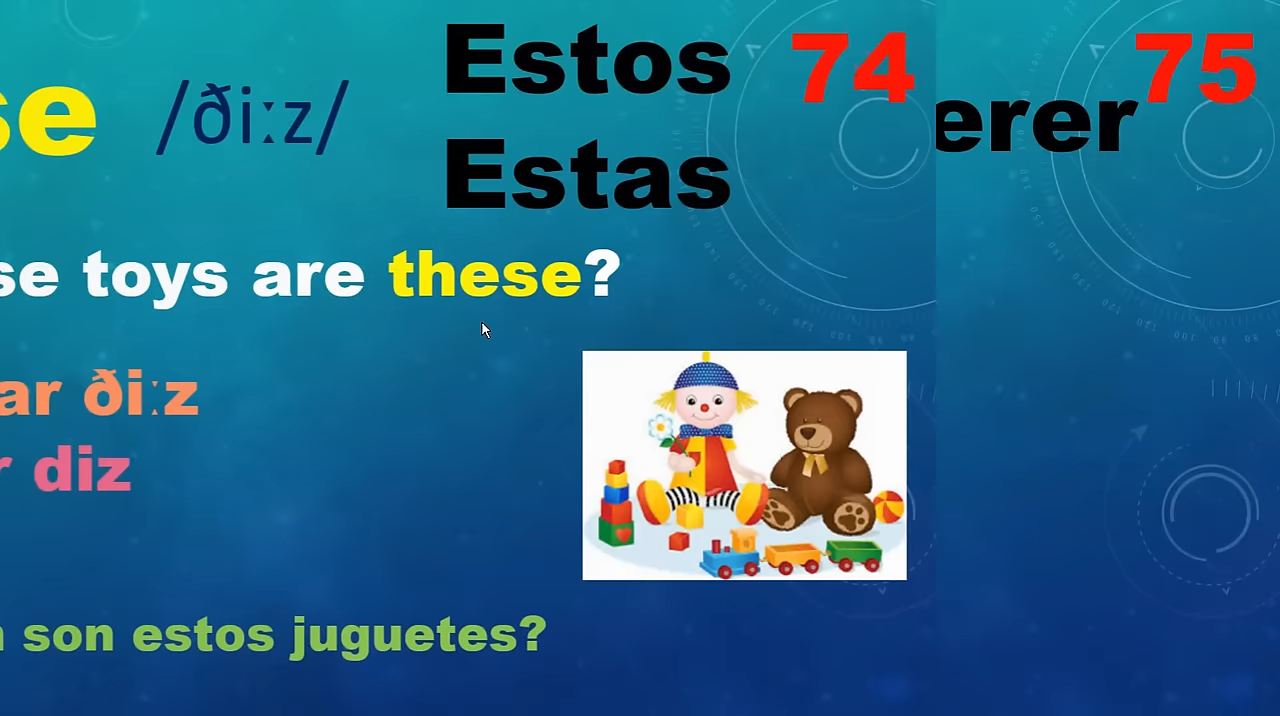 se /ðiːz/ Estos 74
Estas
erer 75
se toys are these?
ar ðiːz
r diz
n son estos juguetes?